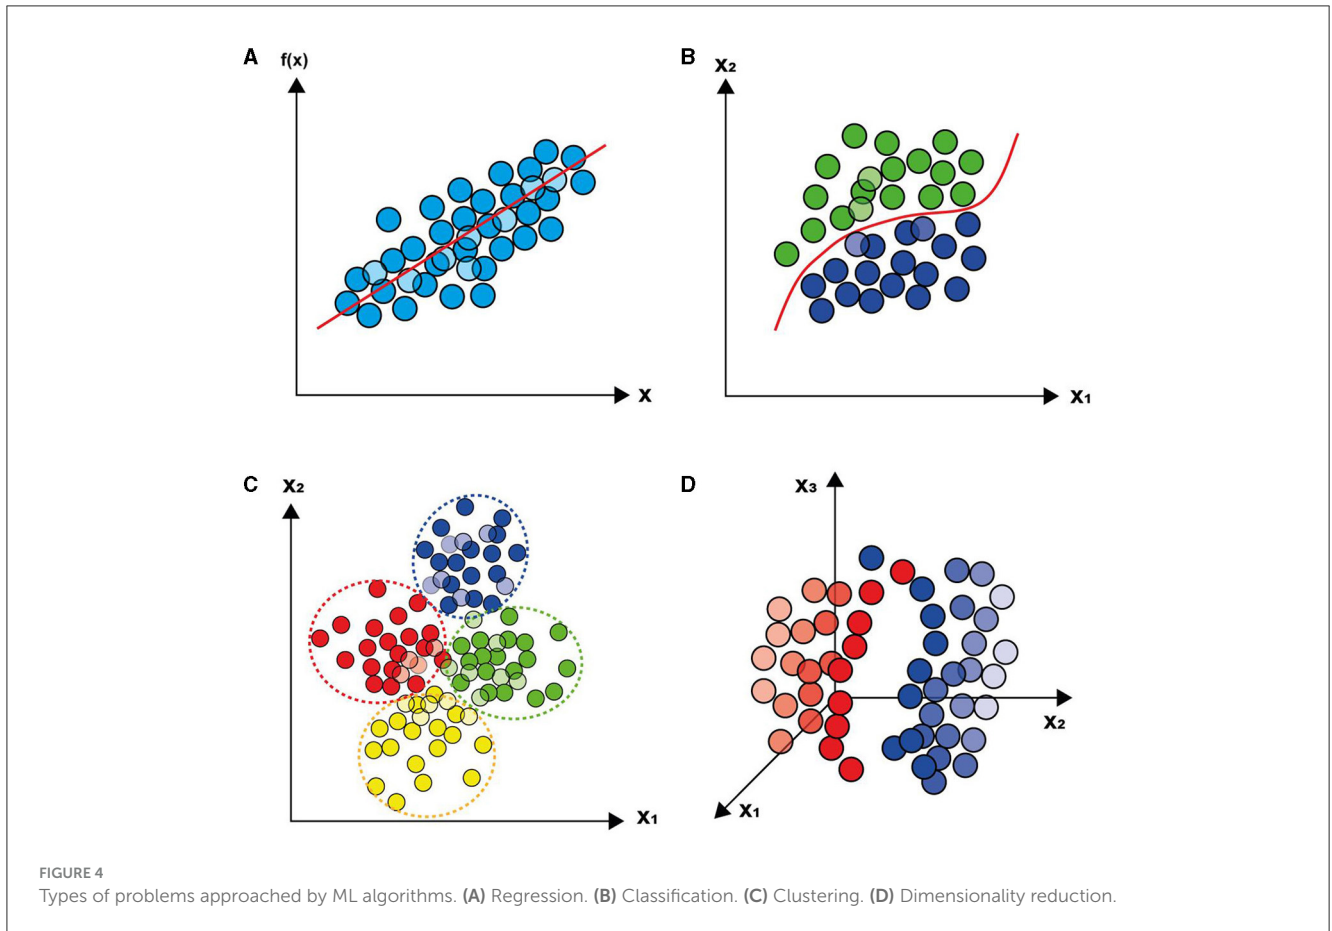 A
f(x)
x
B
X2
X1
C
X2
X1
D
X3
X2
X1
FIGURE 4
Types of problems approached by ML algorithms. (A) Regression. (B) Classification. (C) Clustering. (D) Dimensionality reduction.